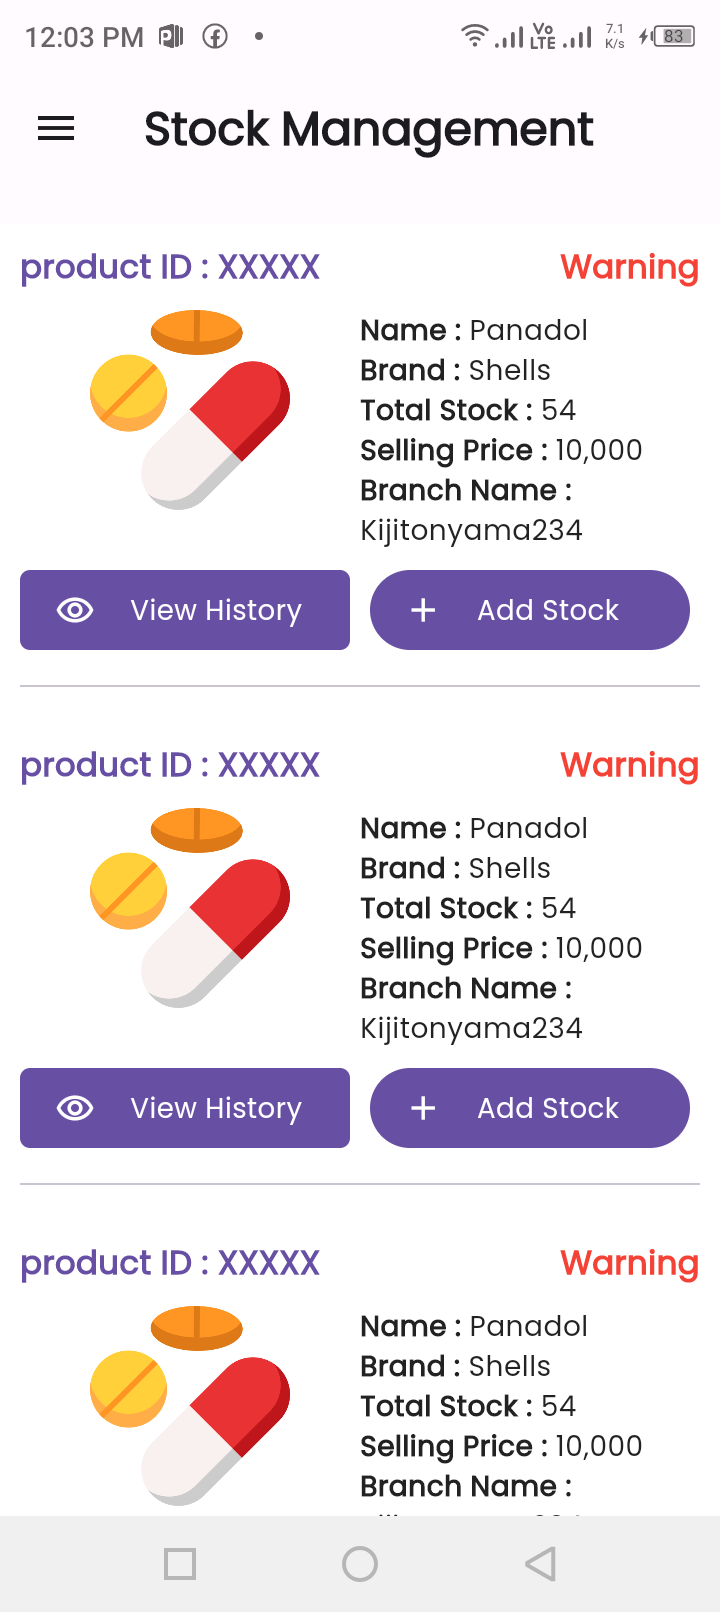 12:03 PM
Vo LTE 7.1 K/s 83
Stock Management
product ID : XXXXX Warning
Name : Panadol
Brand : Shells
Total Stock : 54
Selling Price : 10,000
Branch Name :
Kijitonyama234
View History Add Stock
product ID : XXXXX Warning
Name : Panadol
Brand : Shells
Total Stock : 54
Selling Price : 10,000
Branch Name :
Kijitonyama234
View History Add Stock
product ID : XXXXX Warning
Name : Panadol
Brand : Shells
Total Stock : 54
Selling Price : 10,000
Branch Name :